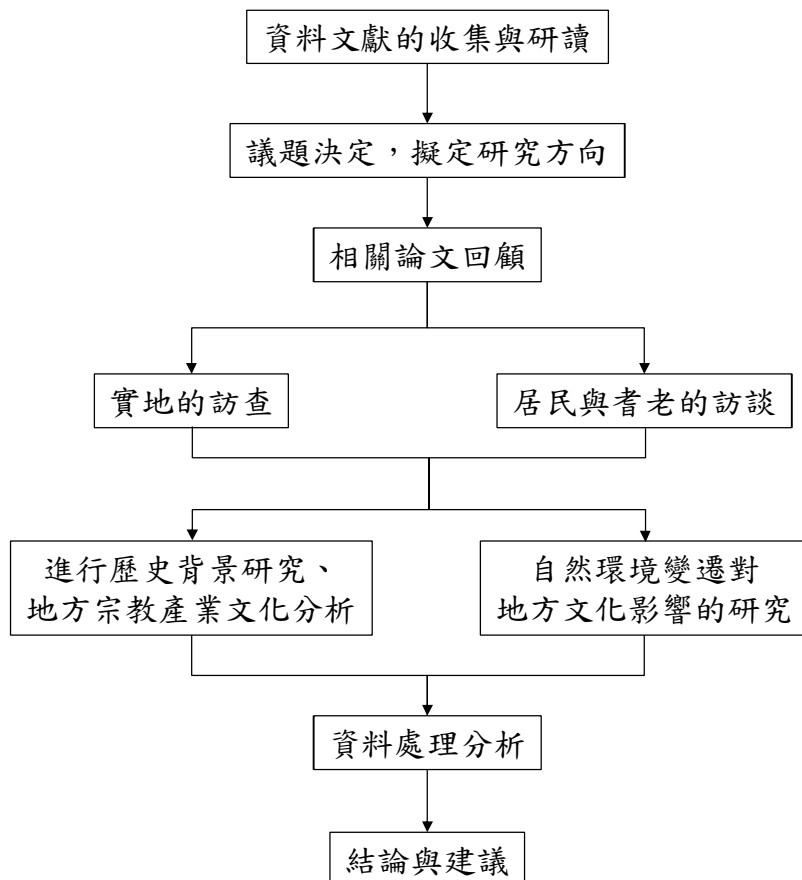 資料文獻的收集與研讀
議題決定，擬定研究方向
相關論文回顧
實地的訪查
居民與耆老的訪談
進行歷史背景研究、
地方宗教產業文化分析
自然環境變遷對
地方文化影響的研究
資料處理分析
結論與建議